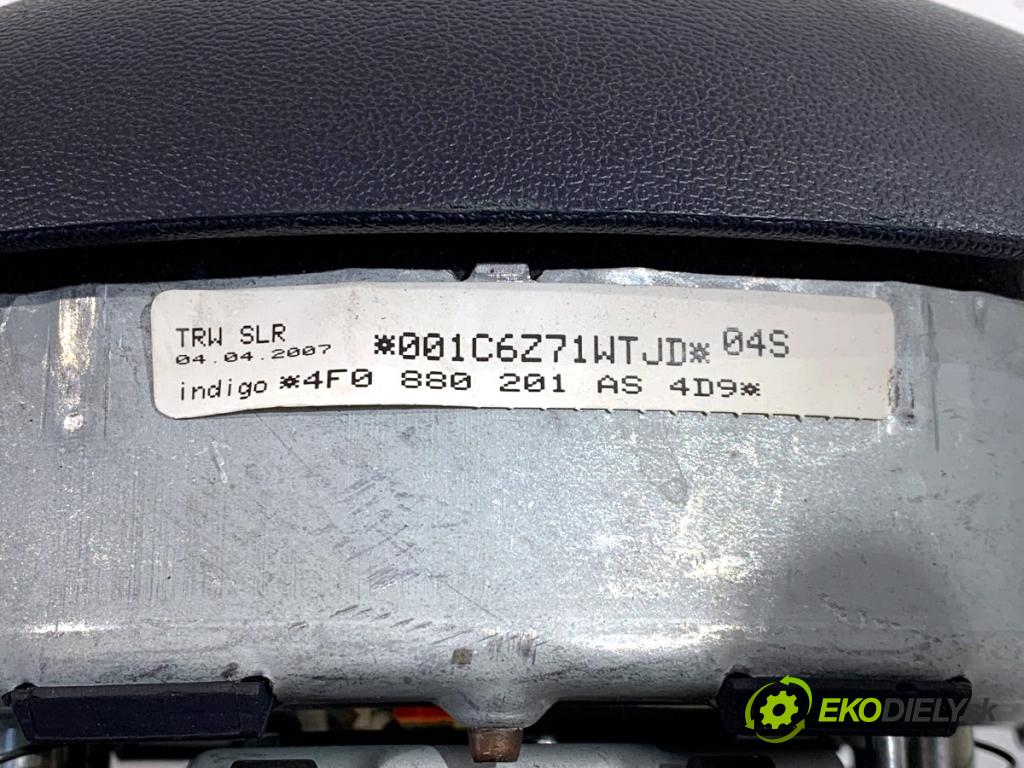 TRW SLR
04.04.2007
*001C6Z71WTJD* 04S
indigo *4F0 880 201 AS 4D9*
EKODIELY.sk